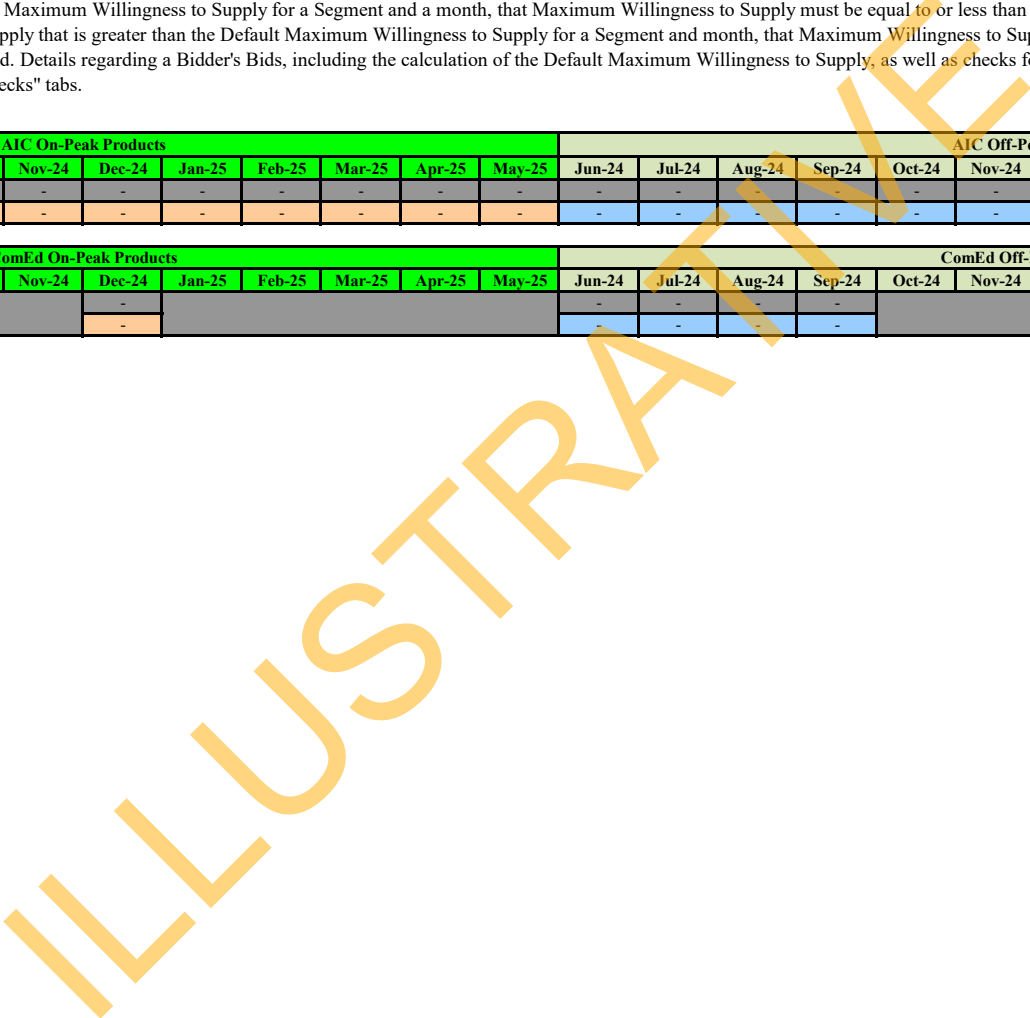 Maximum Willingness to Supply for a Segment and a month, that Maximum Willingness to Supply must be equal to or less than
pply that is greater than the Default Maximum Willingness to Supply for a Segment and month, that Maximum Willingness to Sup
d. Details regarding a Bidder's Bids, including the calculation of the Default Maximum Willingness to Supply, as well as checks fo
ecks" tabs.
AIC On-Peak Products AIC Off-Pe
Nov-24 Dec-24 Jan-25 Feb-25 Mar-25 Apr-25 May-25 Jun-24 Jul-24 Aug-24 Sep-24 Oct-24 Nov-24
- - - - - - - - - - - - -
- - - - - - - - - - - - -
omEd On-Peak Products ComEd Off-
Nov-24 Dec-24 Jan-25 Feb-25 Mar-25 Apr-25 May-25 Jun-24 Jul-24 Aug-24 Sep-24 Oct-24 Nov-24
- - - - -
- - - - -
ILLUSTRATIVE